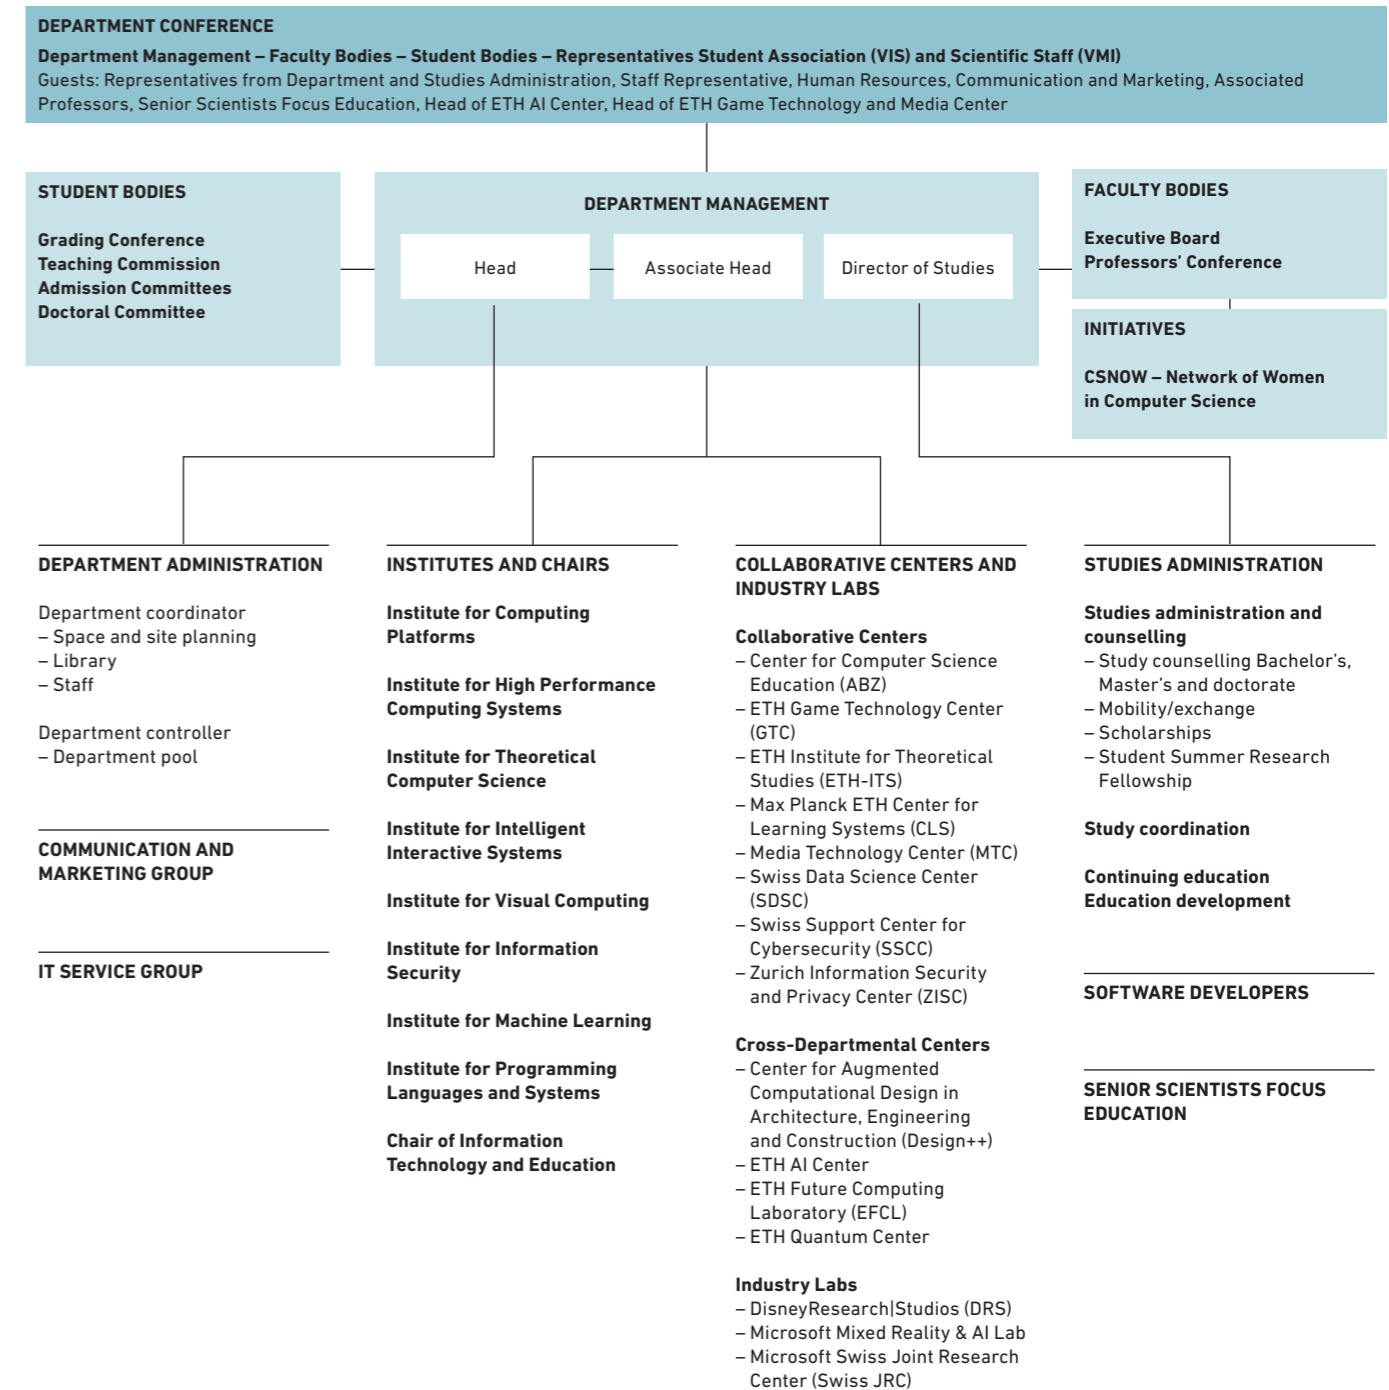 DEPARTMENT CONFERENCE
Department Management – Faculty Bodies – Student Bodies – Representatives Student Association (VIS) and Scientific Staff (VMI)
Guests: Representatives from Department and Studies Administration, Staff Representative, Human Resources, Communication and Marketing, Associated
Professors, Senior Scientists Focus Education, Head of ETH AI Center, Head of ETH Game Technology and Media Center
STUDENT BODIES
Grading Conference
Teaching Commission
Admission Committees
Doctoral Committee
DEPARTMENT MANAGEMENT
Head
Associate Head
Director of Studies
FACULTY BODIES
Executive Board
Professors’ Conference
INITIATIVES
CSNOW – Network of Women
in Computer Science
DEPARTMENT ADMINISTRATION
Department coordinator
– Space and site planning
– Library
– Staff
Department controller
– Department pool
COMMUNICATION AND
MARKETING GROUP
IT SERVICE GROUP
INSTITUTES AND CHAIRS
Institute for Computing
Platforms
Institute for High Performance
Computing Systems
Institute for Theoretical
Computer Science
Institute for Intelligent
Interactive Systems
Institute for Visual Computing
Institute for Information
Security
Institute for Machine Learning
Institute for Programming
Languages and Systems
Chair of Information
Technology and Education
COLLABORATIVE CENTERS AND
INDUSTRY LABS
Collaborative Centers
– Center for Computer Science
Education (ABZ)
– ETH Game Technology Center
(GTC)
– ETH Institute for Theoretical
Studies (ETH-ITS)
– Max Planck ETH Center for
Learning Systems (CLS)
– Media Technology Center (MTC)
– Swiss Data Science Center
(SDSC)
– Swiss Support Center for
Cybersecurity (SSCC)
– Zurich Information Security
and Privacy Center (ZISC)
Cross-Departmental Centers
– Center for Augmented
Computational Design in
Architecture, Engineering
and Construction (Design++)
– ETH AI Center
– ETH Future Computing
Laboratory (EFCL)
– ETH Quantum Center
Industry Labs
– DisneyResearch|Studios (DRS)
– Microsoft Mixed Reality & AI Lab
– Microsoft Swiss Joint Research
Center (Swiss JRC)
STUDIES ADMINISTRATION
Studies administration and
counselling
– Study counselling Bachelor’s,
Master’s and doctorate
– Mobility/exchange
– Scholarships
– Student Summer Research
Fellowship
Study coordination
Continuing education
Education development
SOFTWARE DEVELOPERS
SENIOR SCIENTISTS FOCUS
EDUCATION